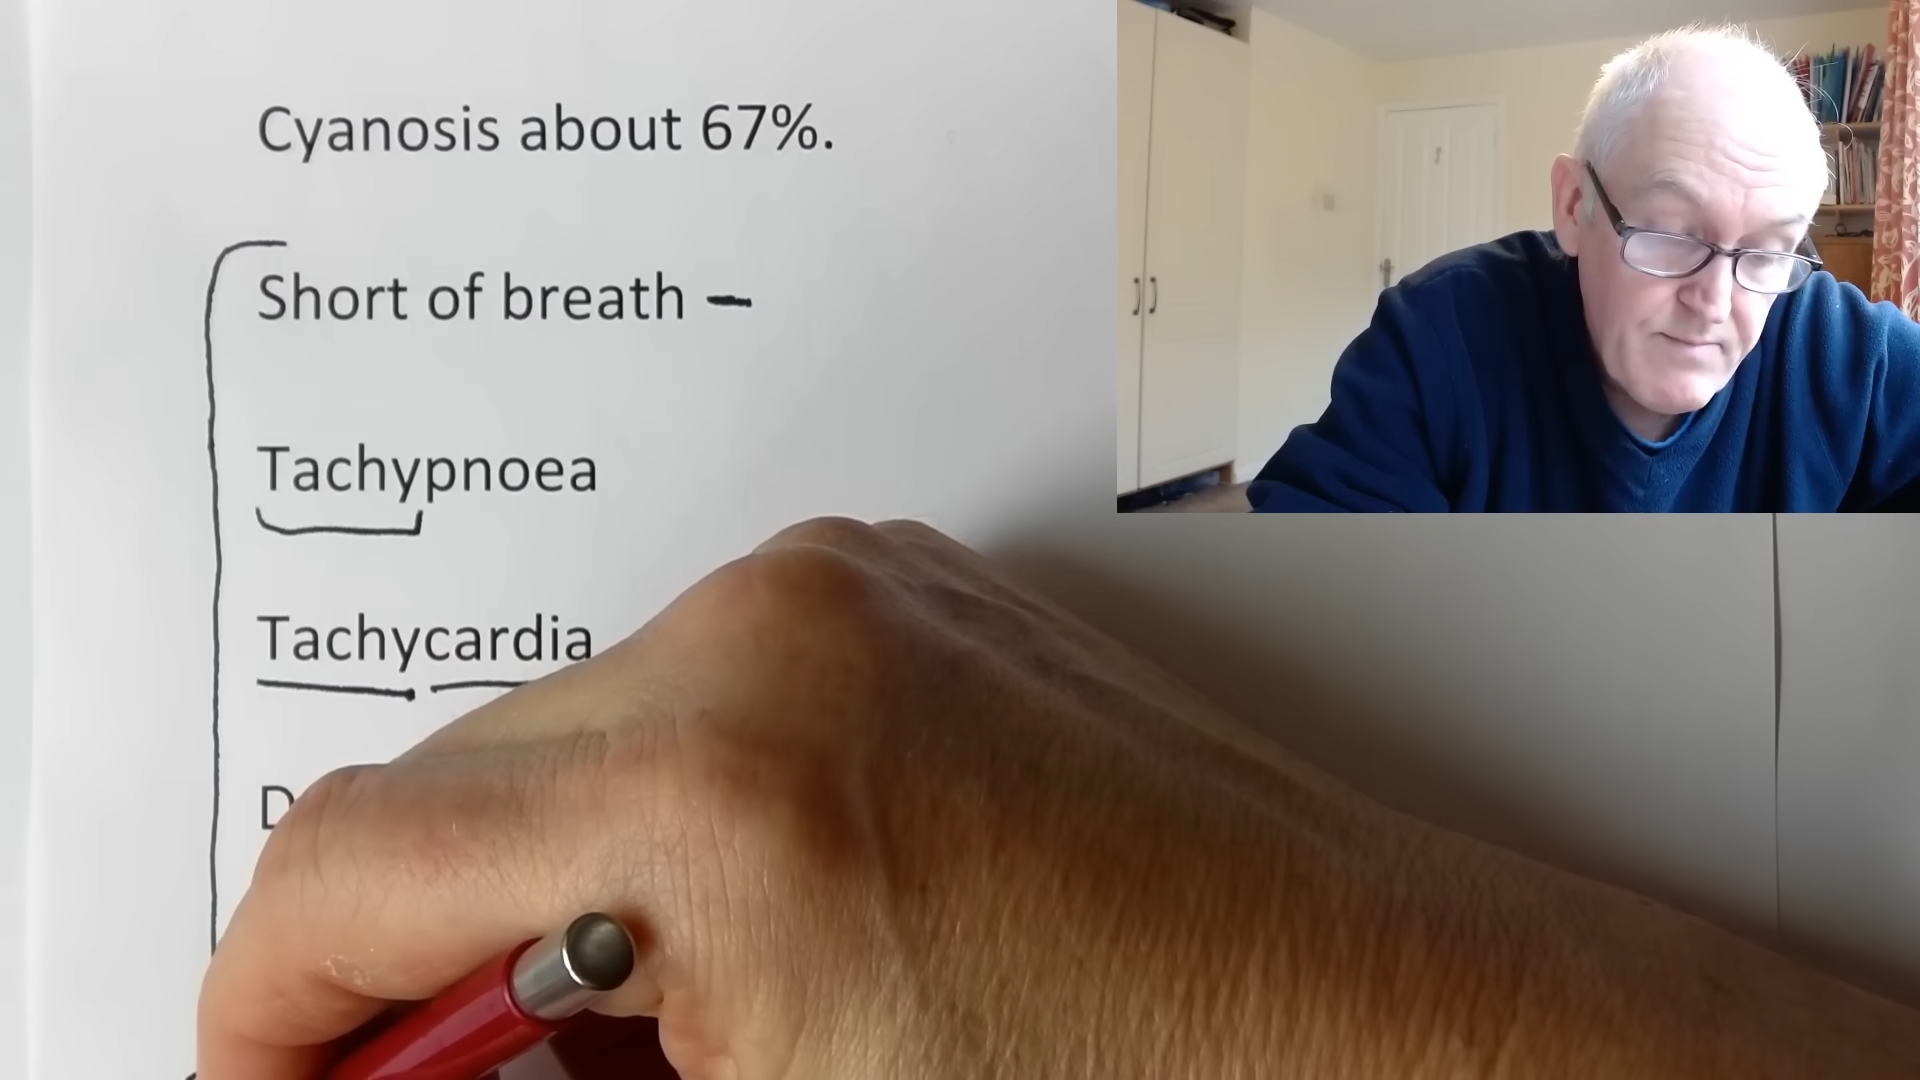 Cyanosis about 67%.
Short of breath –
Tachypnoea
Tachycardia